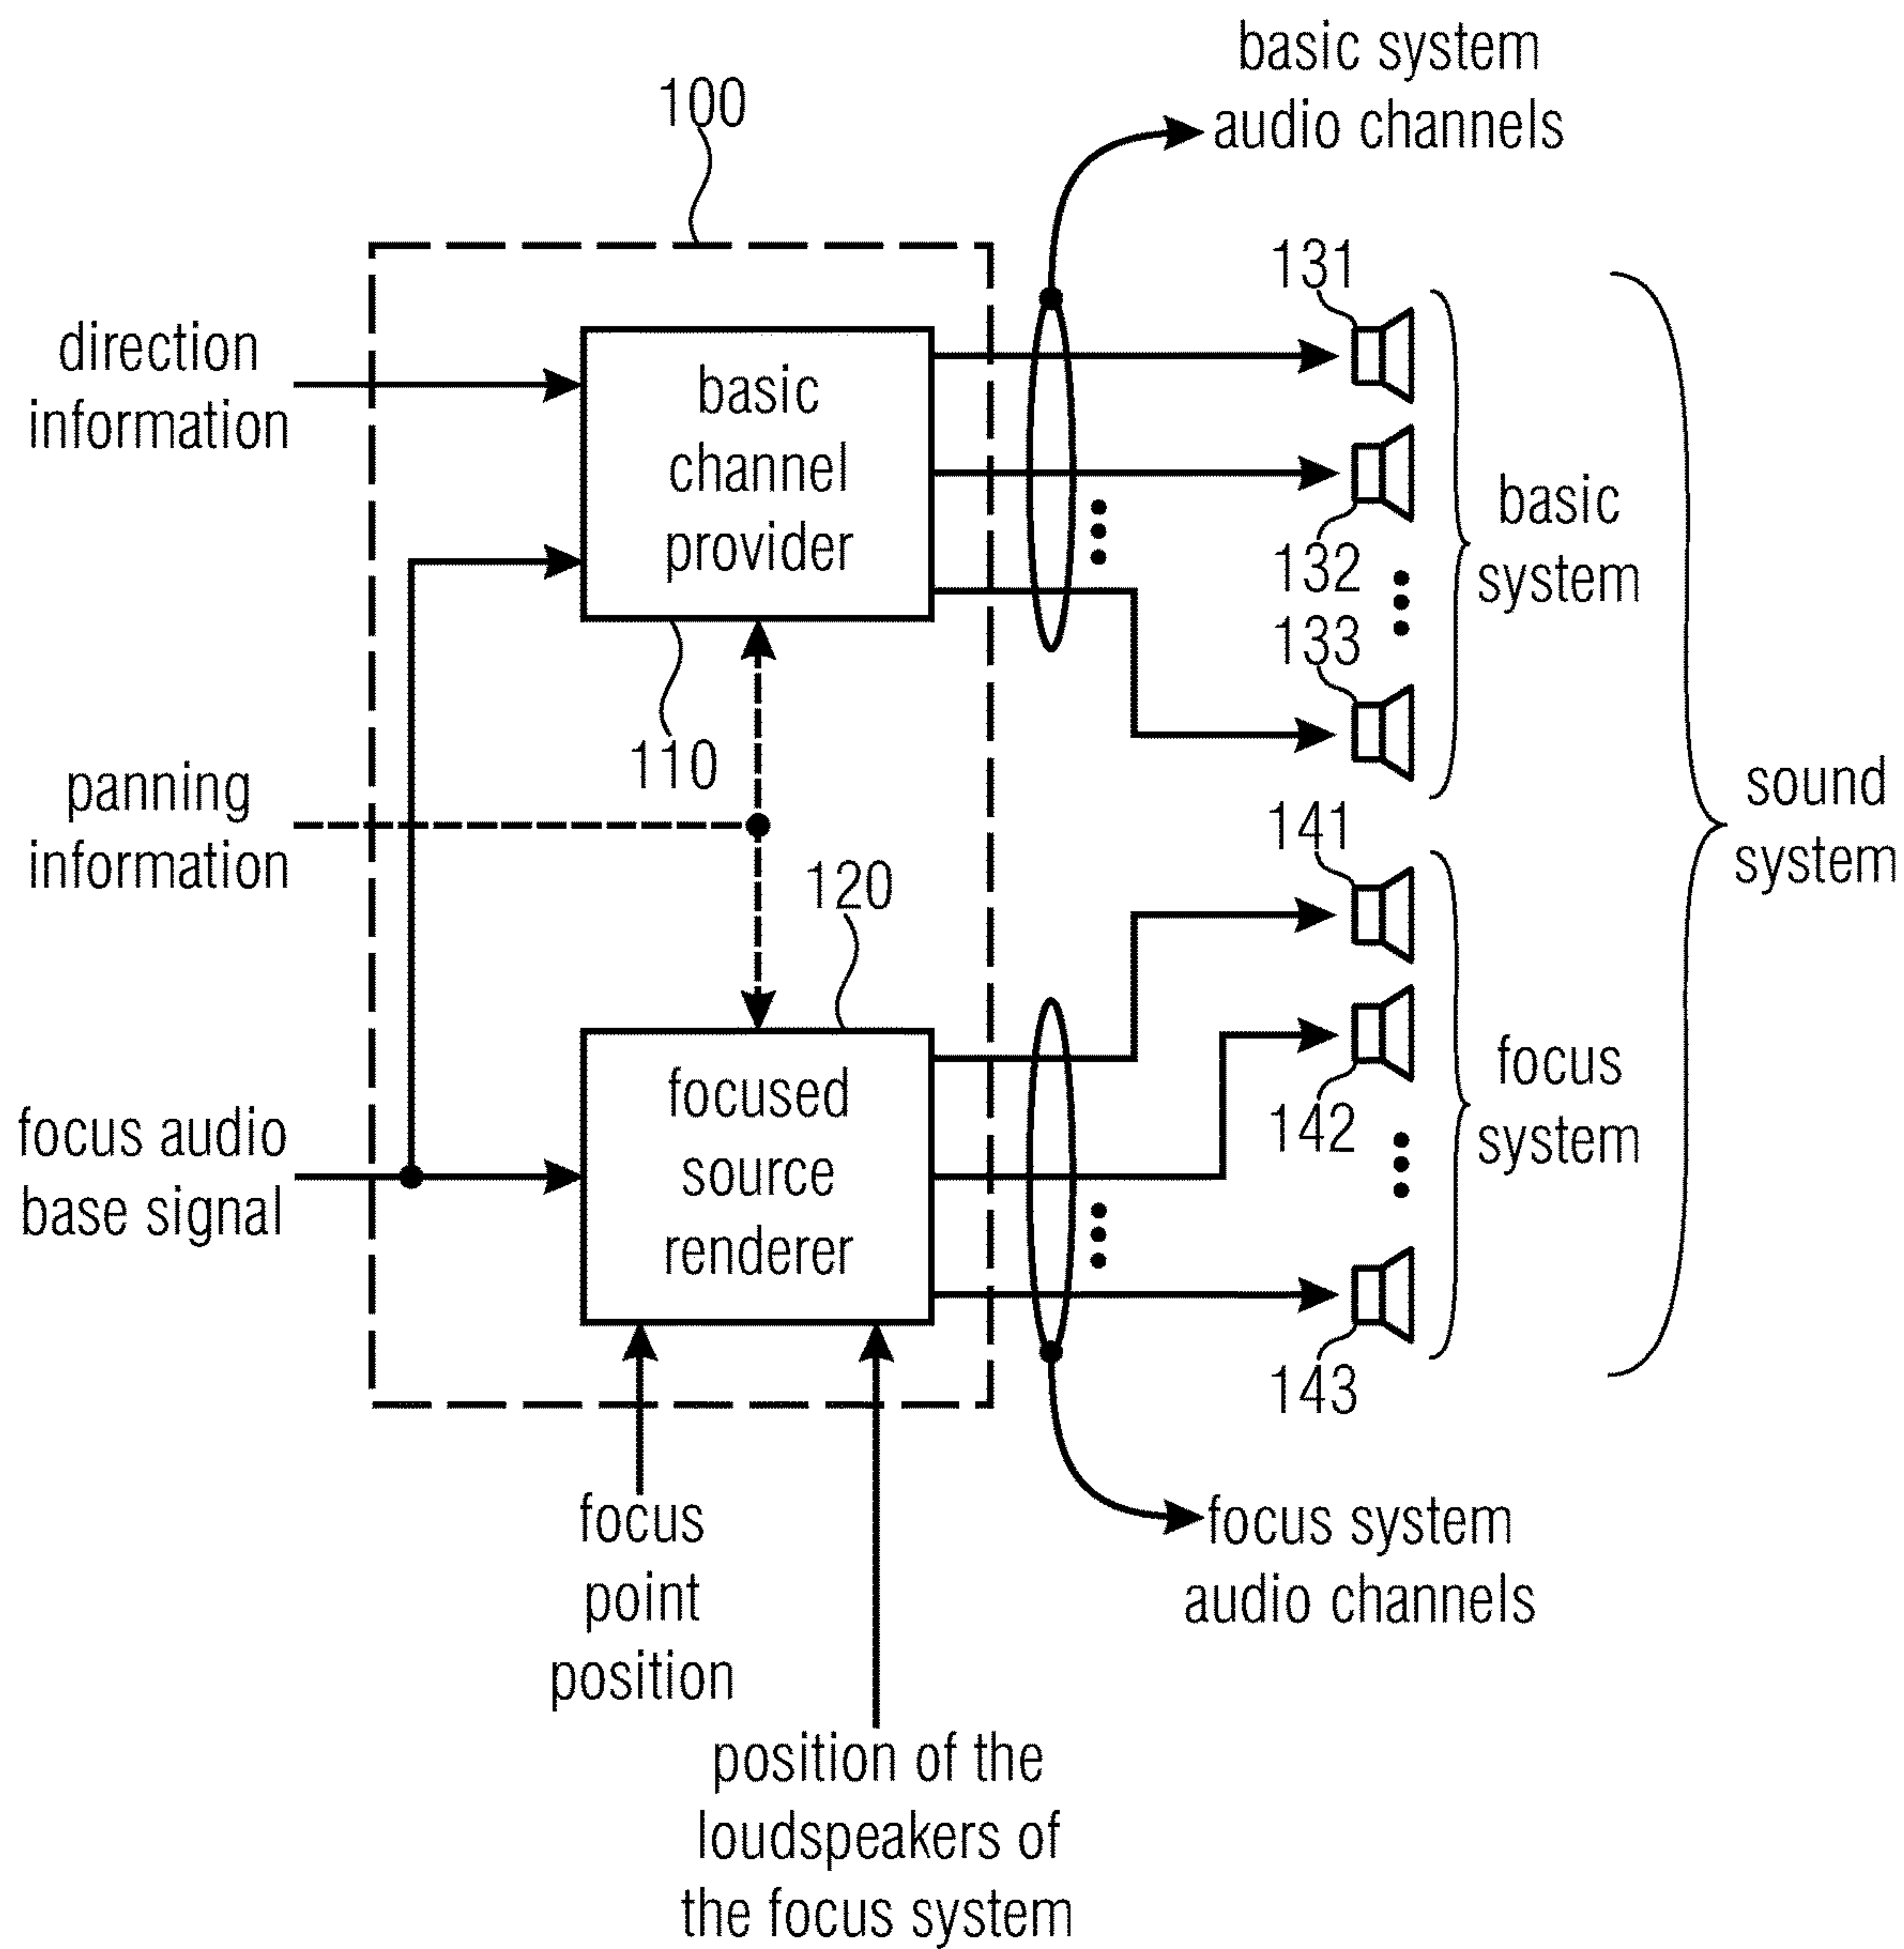 basic system
audio channels
100
131
direction
information
basic
channel
provider
132
basic
system
133
110
panning
information
141
sound
system
120
focused
source
renderer
142
focus
system
focus audio
base signal
143
focus
point
position
focus system
audio channels
position of the
loudspeakers of
the focus system